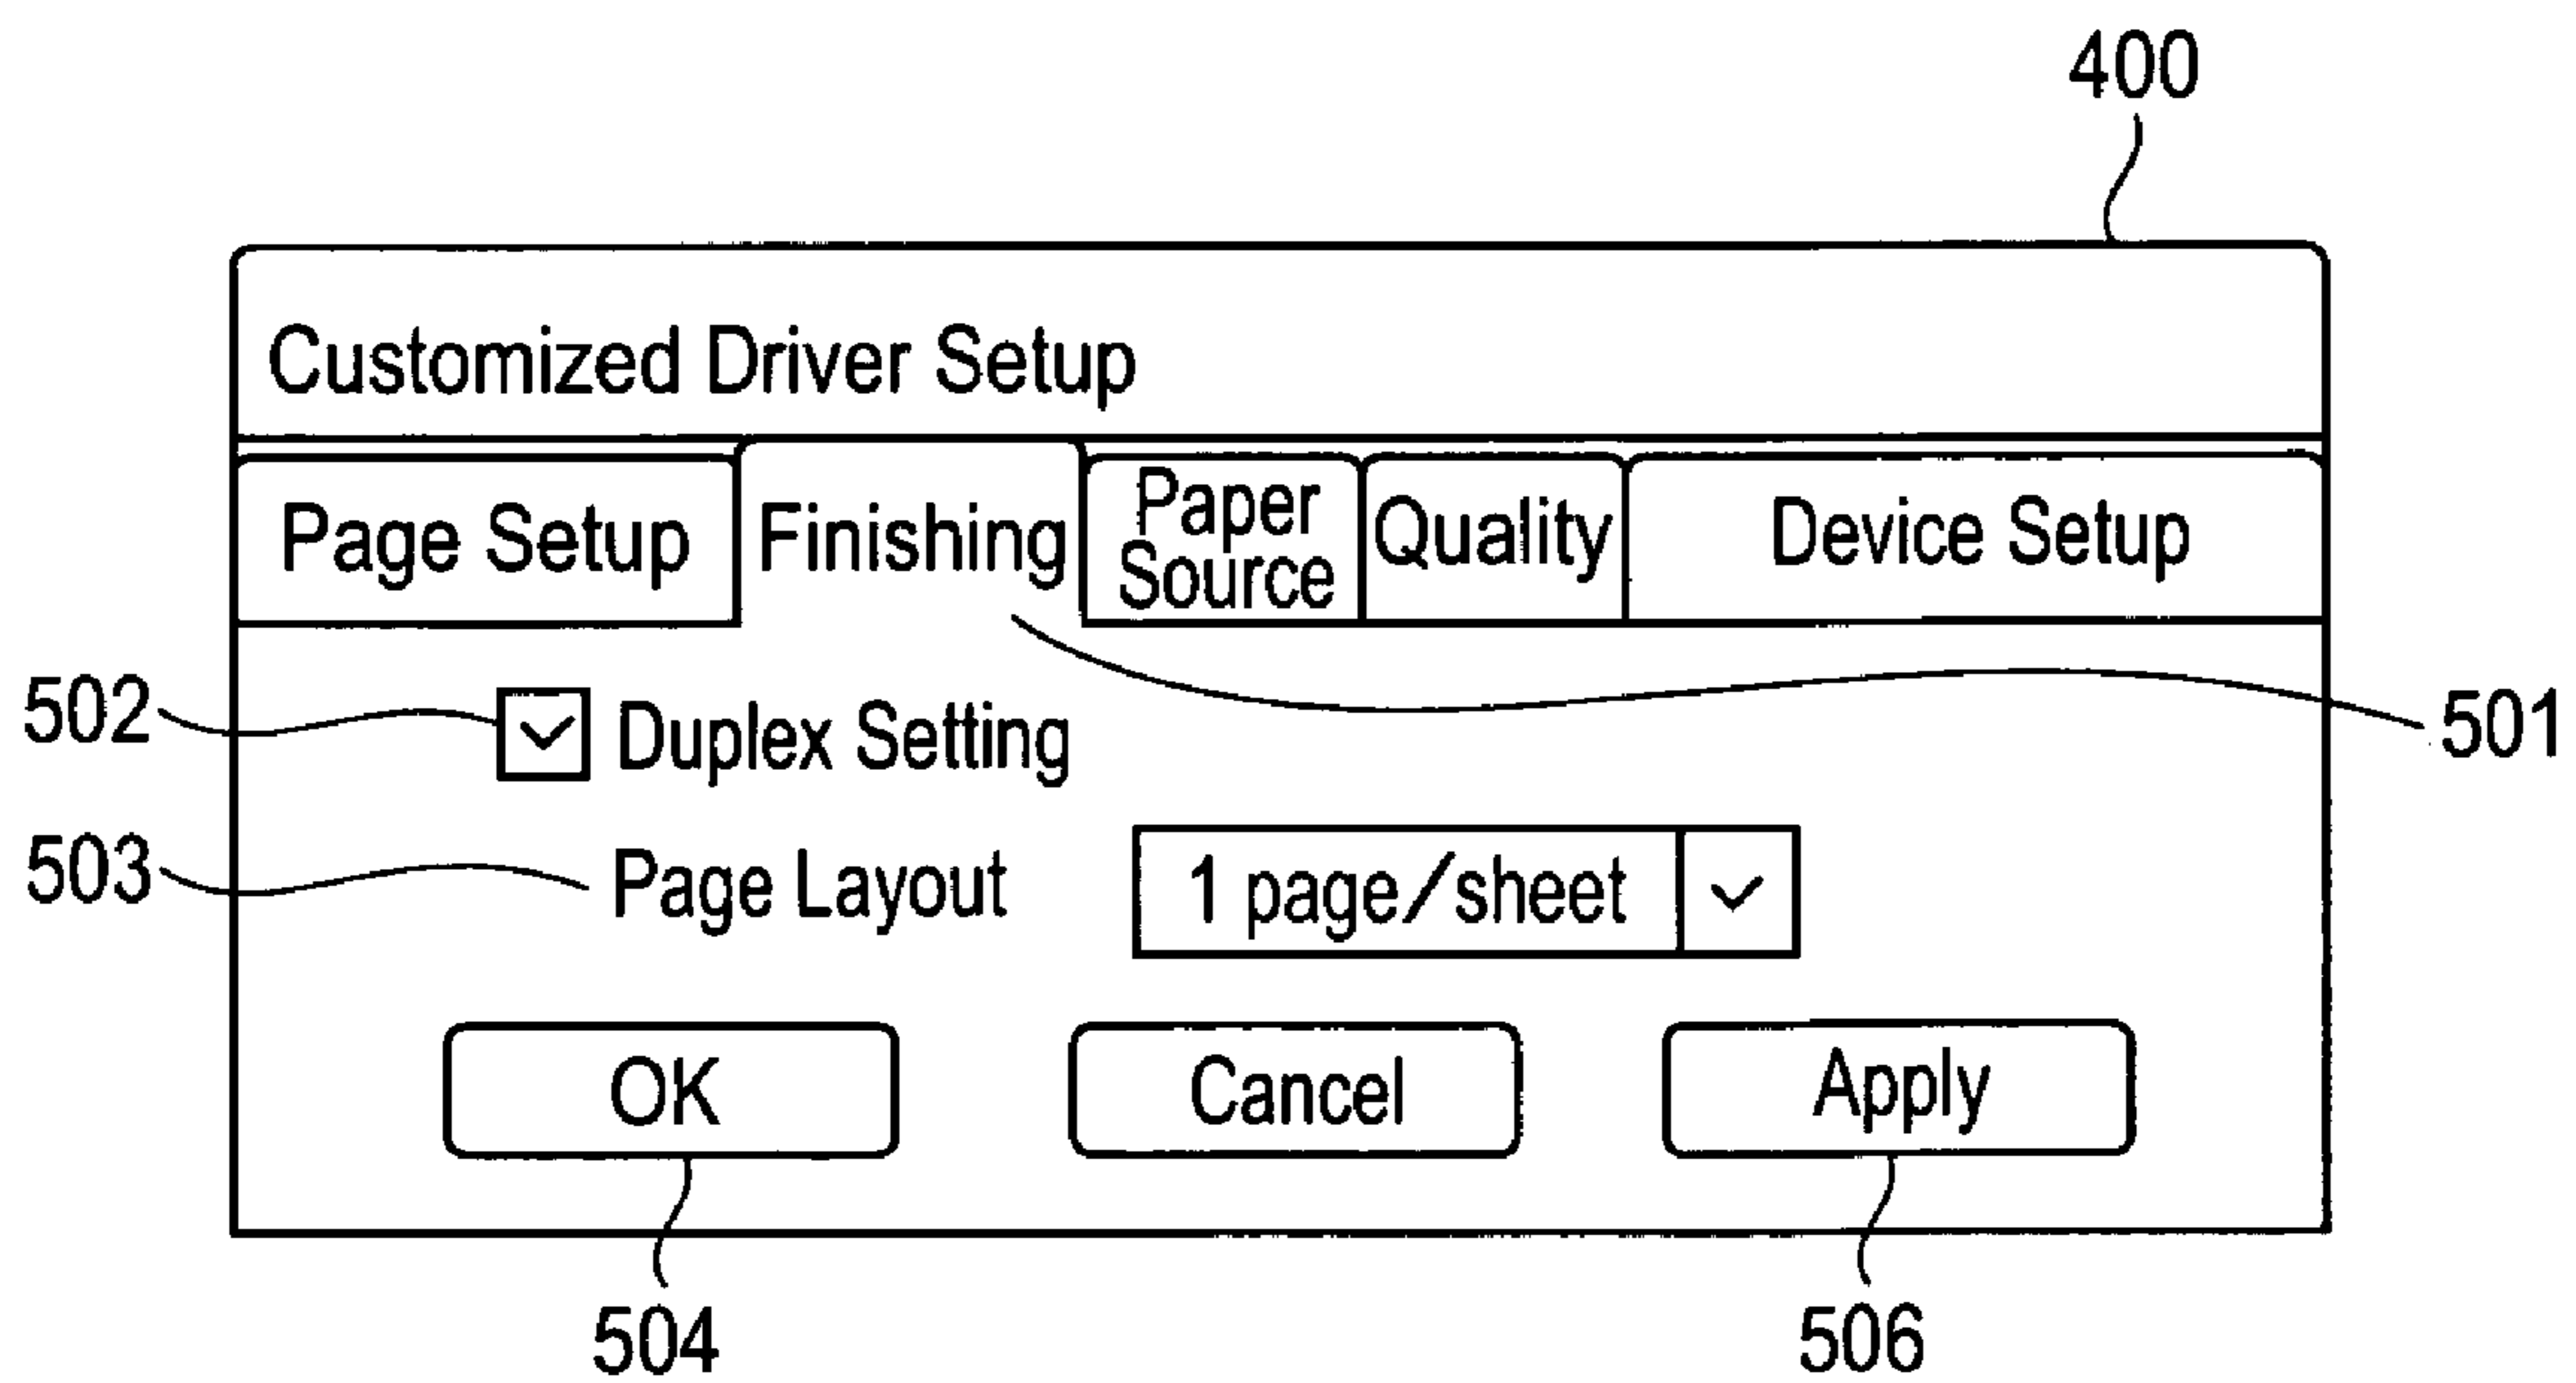 400
Customized Driver Setup
Page Setup Finishing Paper Source Quality Device Setup
502 Duplex Setting 501
503 Page Layout 1 page/sheet
OK Cancel Apply
504 506